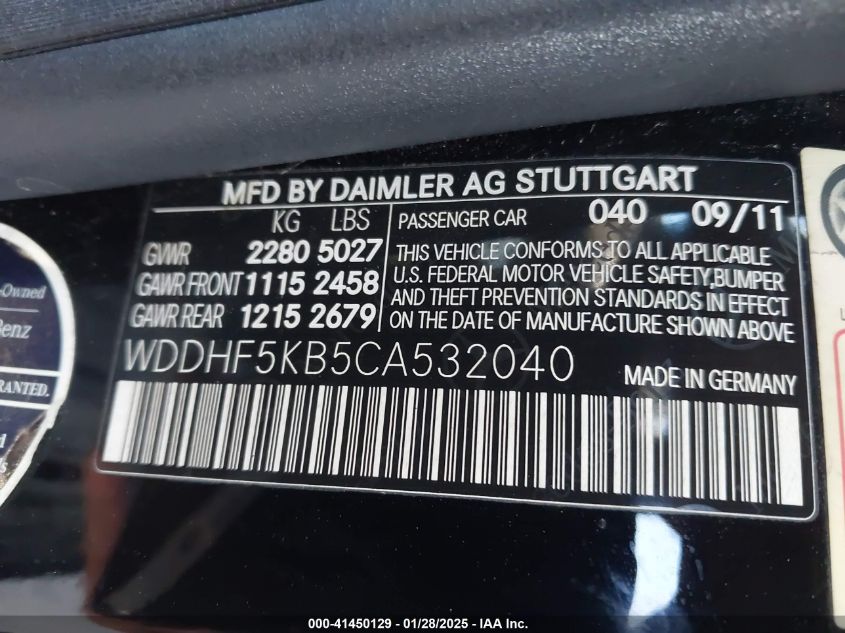 MFD BY DAIMLER AG STUTTGART
KG LBS
GVWR 2280 5027
GAWR FRONT 1115 2458
GAWR REAR 1215 2679
PASSENGER CAR 040 09/11
THIS VEHICLE CONFORMS TO ALL APPLICABLE
U.S. FEDERAL MOTOR VEHICLE SAFETY,BUMPER
AND THEFT PREVENTION STANDARDS IN EFFECT
ON THE DATE OF MANUFACTURE SHOWN ABOVE
WDDHF5KB5CA532040
MADE IN GERMANY
-Owned
Benz
RANTED.
000-41450129 - 01/28/2025 - IAA Inc.